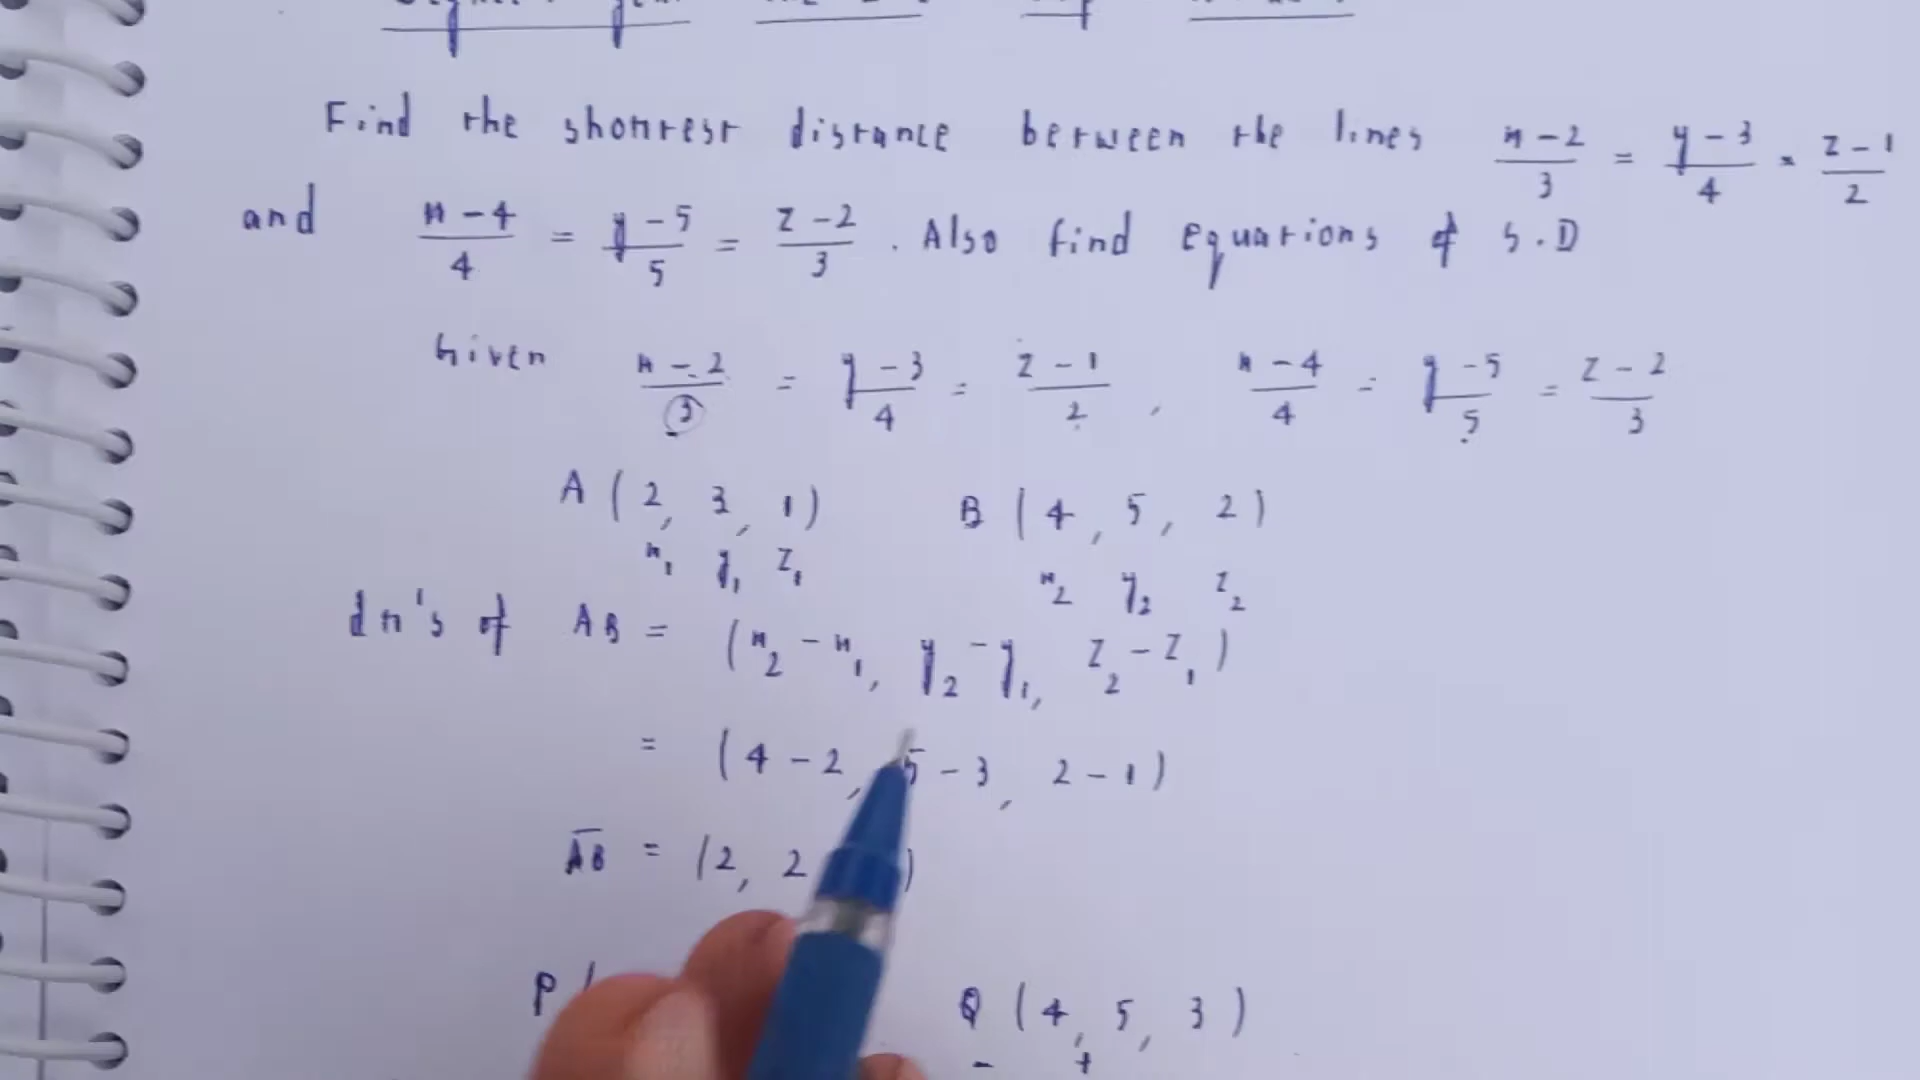 Find the shortest distance between the lines x-2/3 = y-3/4 = z-1/2
and x-4/4 = y-5/5 = z-2/3 . Also find equations of S.D
Given x-2/3 = y-3/4 = z-1/2 , x-4/4 = y-5/5 = z-2/3
A (2, 3, 1) B (4, 5, 2)
x₁ y₁ z₁ x₂ y₂ z₂
dr's of AB = (x₂-x₁, y₂-y₁, z₂-z₁)
= (4-2, 5-3, 2-1)
AB = (2, 2 )
P ( Q (4, 5, 3)
- +